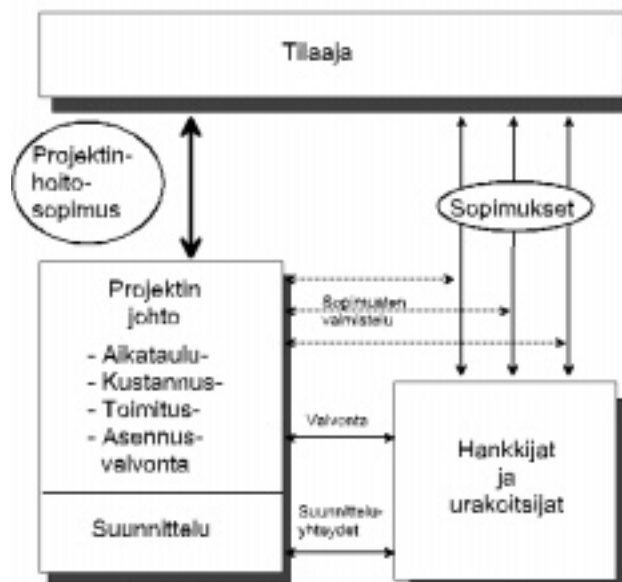 Tilaaja
Projektin-
hoito-
sopimus
Sopimukset
Projektin
johto
- Aikataulu-
- Kustannus-
- Toimitus-
- Asennus-
valvonta
Suunnittelu
Sopimusten
valmistelu
Valvonta
Suunnittelu-
yhteydet
Hankkijat
ja
urakoitsijat